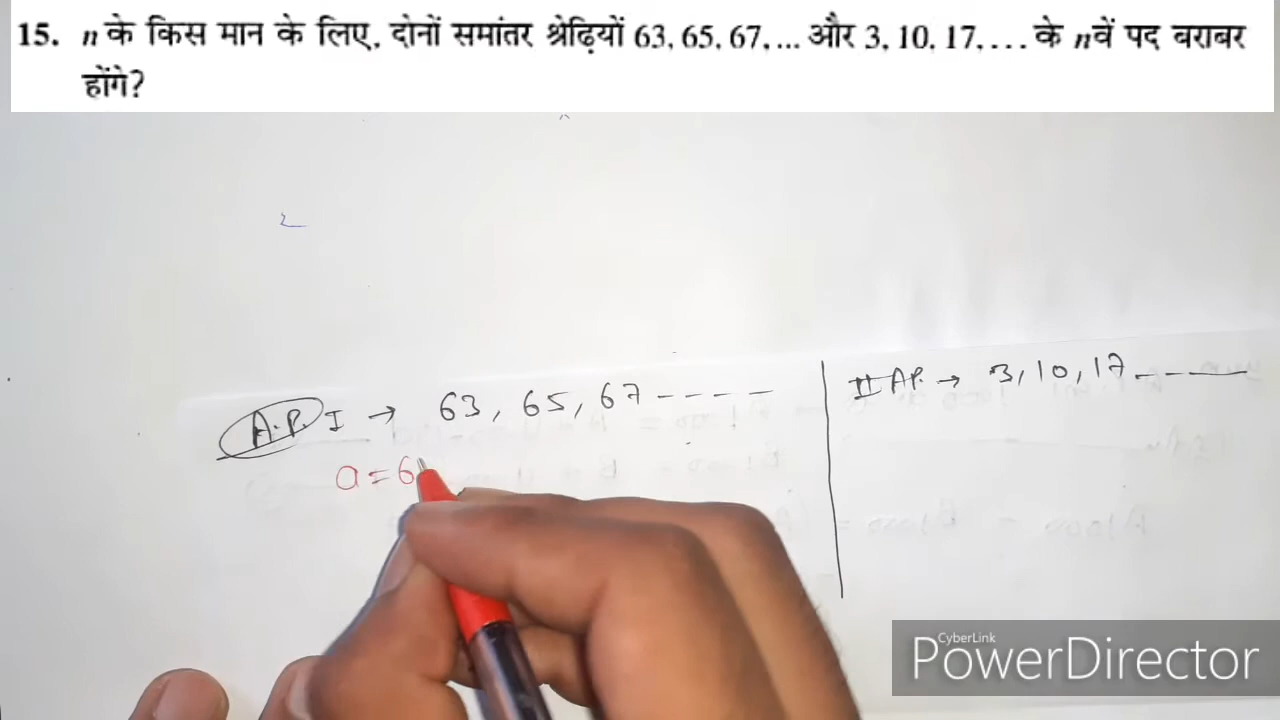 15. n के किस मान के लिए, दोनों समांतर श्रेढ़ियों 63, 65, 67, ... और 3, 10, 17, . . . के nवें पद बराबर
होंगे?
A.P. I → 63, 65, 67 - - - -
II A.P. → 3, 10, 17 - - - -
a = 6
CyberLink
PowerDirector